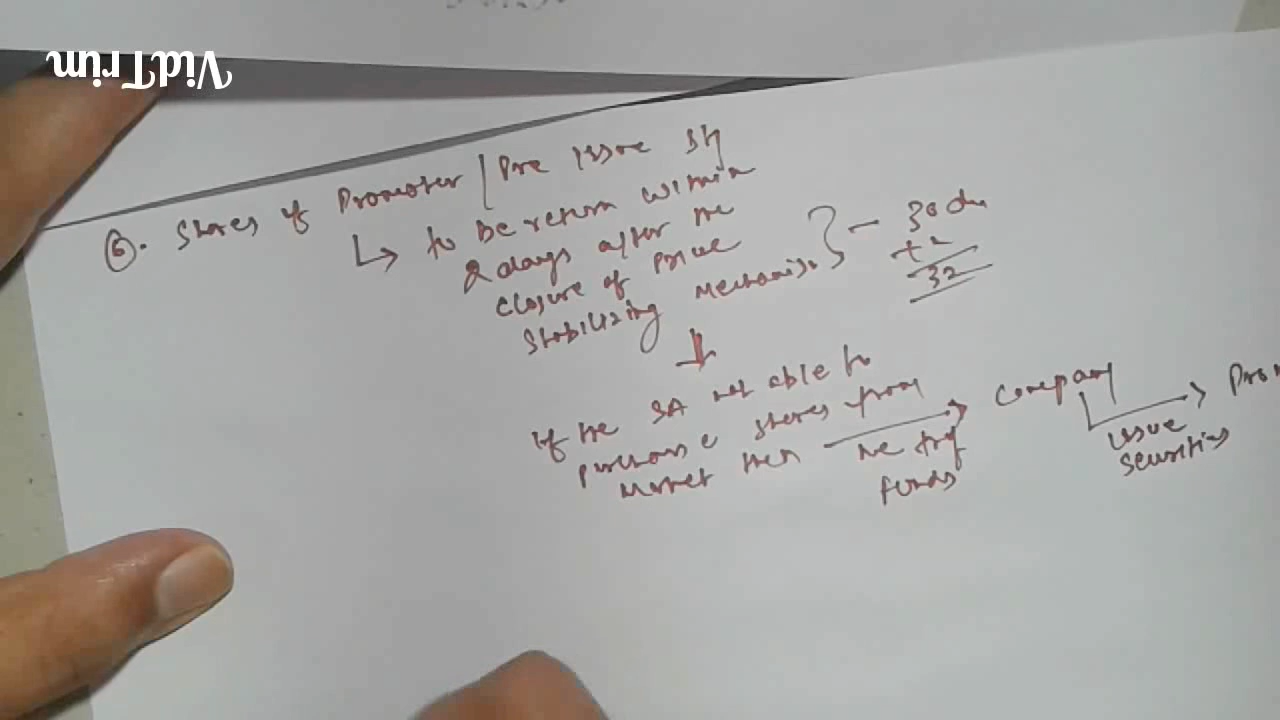 VidTrim
6. Shares of Promoter / Pre Issue SH
↳ to be return within
2 days after the
closure of price
Stabilizing Mechanism } - 30 da
+ 2
32
↓
If the SA not able to
purchase shares from
Market then → Company → Pro
He trf
funds
issue
securities